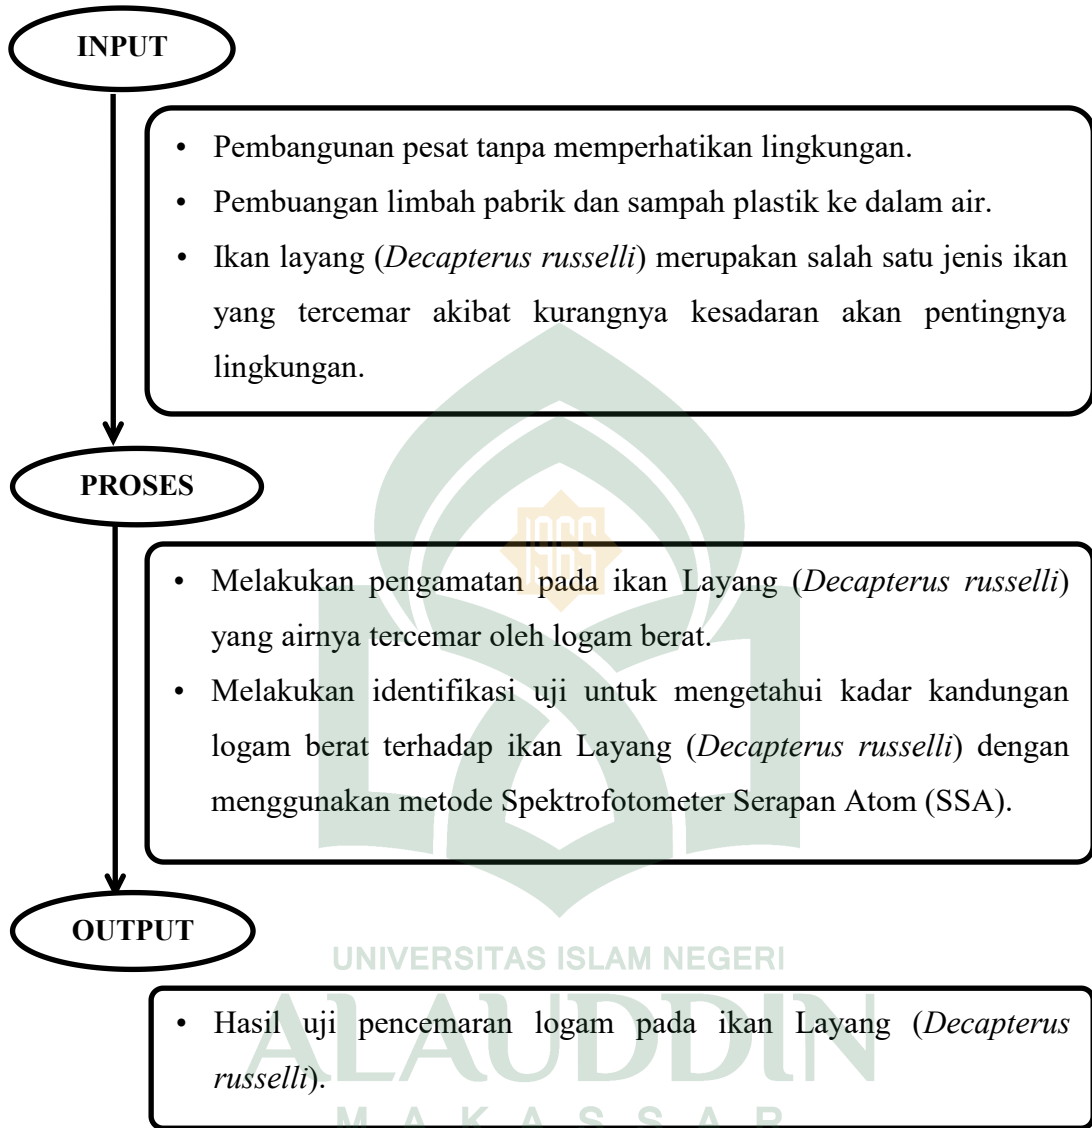 INPUT
• Pembangunan pesat tanpa memperhatikan lingkungan.
• Pembuangan limbah pabrik dan sampah plastik ke dalam air.
• Ikan layang (Decapterus russelli) merupakan salah satu jenis ikan
yang tercemar akibat kurangnya kesadaran akan pentingnya
lingkungan.
PROSES
1965
• Melakukan pengamatan pada ikan Layang (Decapterus russelli)
yang airnya tercemar oleh logam berat.
• Melakukan identifikasi uji untuk mengetahui kadar kandungan
logam berat terhadap ikan Layang (Decapterus russelli) dengan
menggunakan metode Spektrofotometer Serapan Atom (SSA).
OUTPUT
UNIVERSITAS ISLAM NEGERI
ALAUDDIN
MAKASSAR
• Hasil uji pencemaran logam pada ikan Layang (Decapterus
russelli).